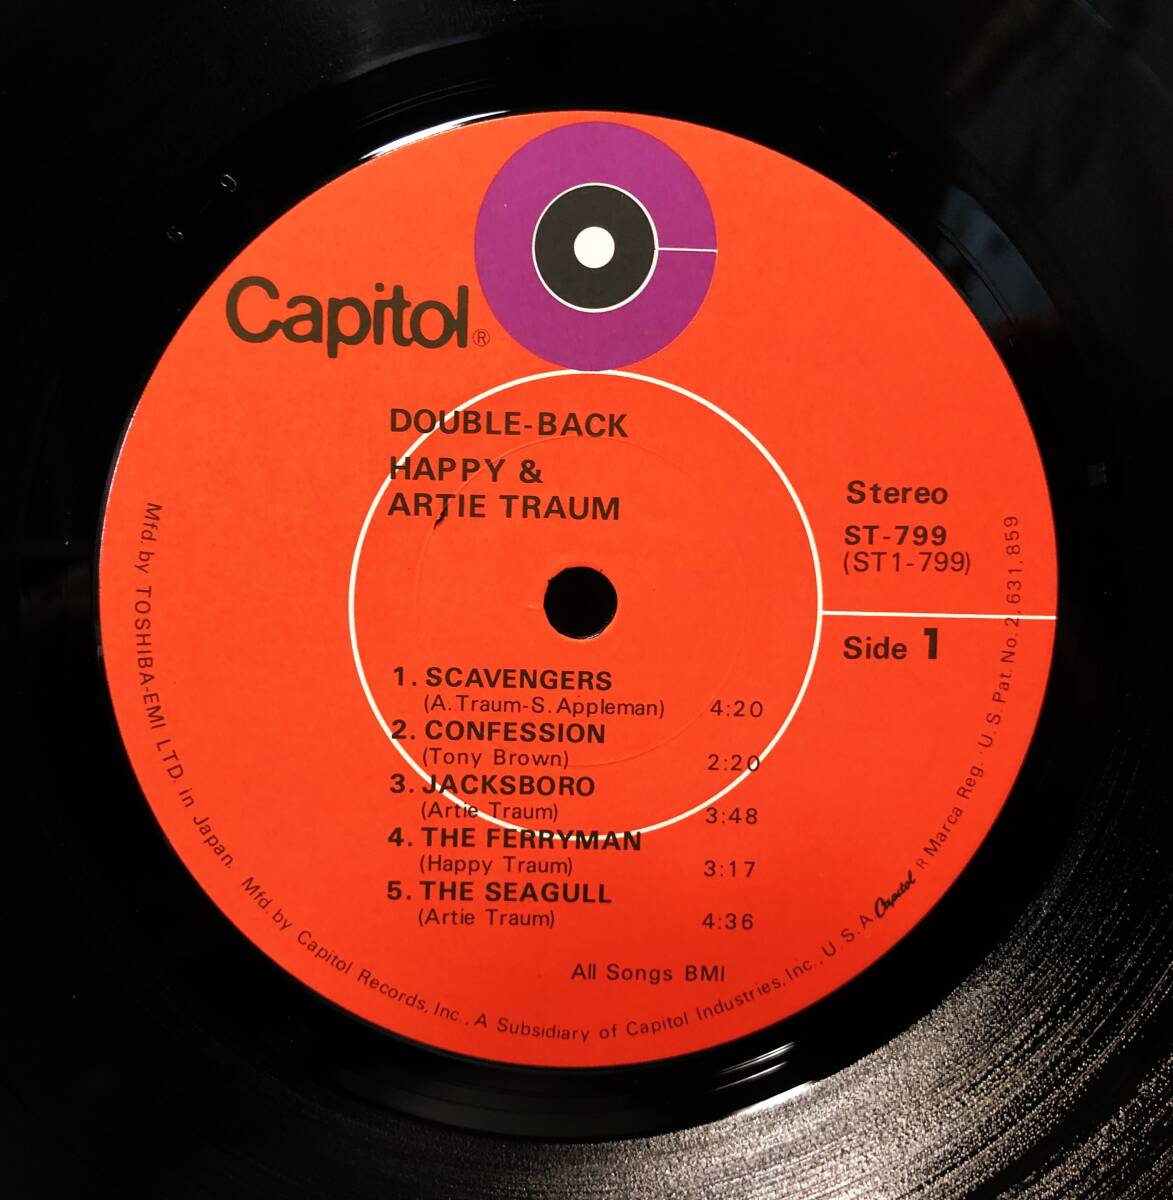 Capitol®
DOUBLE-BACK
HAPPY &
ARTIE TRAUM
Stereo
ST-799
(ST1-799)
Side 1
1. SCAVENGERS
(A. Traum-S. Appleman) 4:20
2. CONFESSION
(Tony Brown) 2:20
3. JACKSBORO
(Artie Traum) 3:48
4. THE FERRYMAN
(Happy Traum) 3:17
5. THE SEAGULL
(Artie Traum) 4:36
All Songs BMI
Mfd. by TOSHIBA-EMI LTD. in Japan. Mfd. by Capitol Records, Inc., A Subsidiary of Capitol Industries, Inc., U.S.A. Capitol R Marca Reg. · U.S. Pat. No. 2,631,859